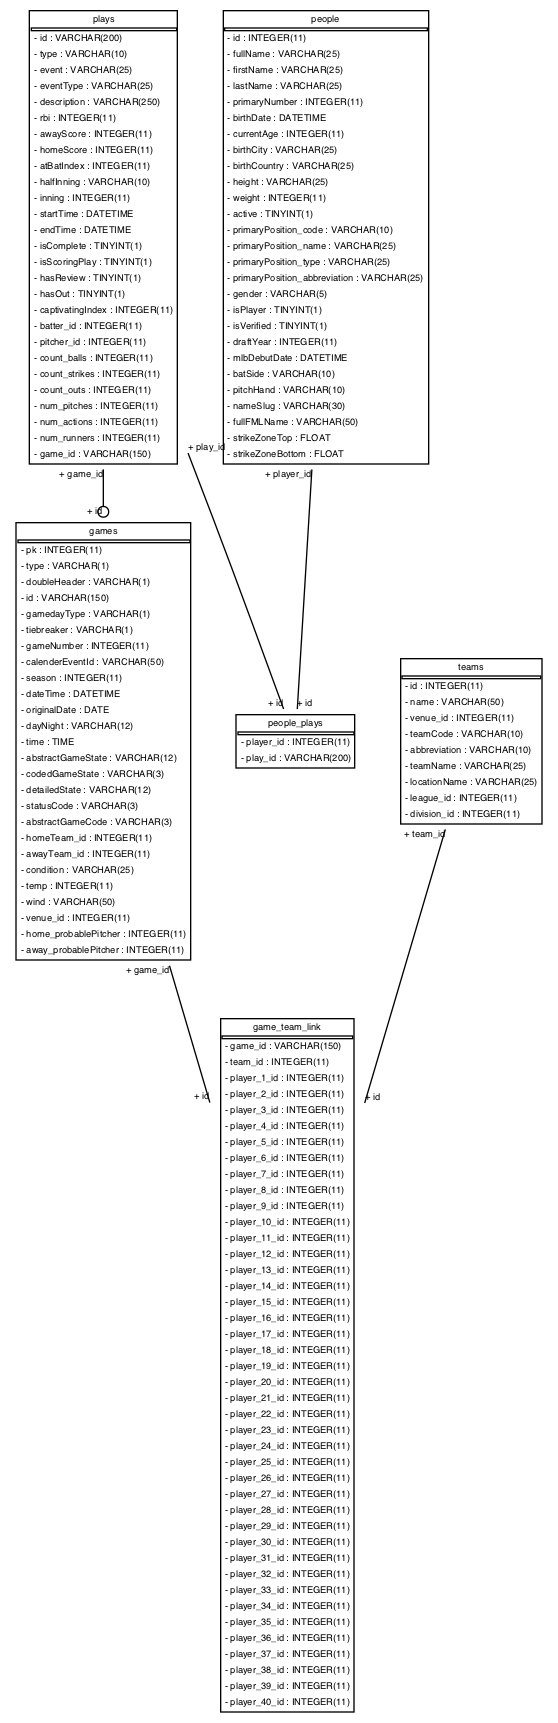 plays
- id : VARCHAR(200)
- type : VARCHAR(10)
- event : VARCHAR(25)
- eventType : VARCHAR(25)
- description : VARCHAR(250)
- rbi : INTEGER(11)
- awayScore : INTEGER(11)
- homeScore : INTEGER(11)
- atBatIndex : INTEGER(11)
- halfInning : VARCHAR(10)
- inning : INTEGER(11)
- startTime : DATETIME
- endTime : DATETIME
- isComplete : TINYINT(1)
- isScoringPlay : TINYINT(1)
- hasReview : TINYINT(1)
- hasOut : TINYINT(1)
- captivatingIndex : INTEGER(11)
- batter_id : INTEGER(11)
- pitcher_id : INTEGER(11)
- count_balls : INTEGER(11)
- count_strikes : INTEGER(11)
- count_outs : INTEGER(11)
- num_pitches : INTEGER(11)
- num_actions : INTEGER(11)
- num_runners : INTEGER(11)
- game_id : VARCHAR(150)
people
- id : INTEGER(11)
- fullName : VARCHAR(25)
- firstName : VARCHAR(25)
- lastName : VARCHAR(25)
- primaryNumber : INTEGER(11)
- birthDate : DATETIME
- currentAge : INTEGER(11)
- birthCity : VARCHAR(25)
- birthCountry : VARCHAR(25)
- height : VARCHAR(25)
- weight : INTEGER(11)
- active : TINYINT(1)
- primaryPosition_code : VARCHAR(10)
- primaryPosition_name : VARCHAR(25)
- primaryPosition_type : VARCHAR(25)
- primaryPosition_abbreviation : VARCHAR(25)
- gender : VARCHAR(5)
- isPlayer : TINYINT(1)
- isVerified : TINYINT(1)
- draftYear : INTEGER(11)
- mlbDebutDate : DATETIME
- batSide : VARCHAR(10)
- pitchHand : VARCHAR(10)
- nameSlug : VARCHAR(30)
- fullFMLName : VARCHAR(50)
- strikeZoneTop : FLOAT
- strikeZoneBottom : FLOAT
+ play_id
+ game_id
+ player_id
+ id
games
- pk : INTEGER(11)
- type : VARCHAR(1)
- doubleHeader : VARCHAR(1)
- id : VARCHAR(150)
- gamedayType : VARCHAR(1)
- tiebreaker : VARCHAR(1)
- gameNumber : INTEGER(11)
- calenderEventId : VARCHAR(50)
- season : INTEGER(11)
- dateTime : DATETIME
- originalDate : DATE
- dayNight : VARCHAR(12)
- time : TIME
- abstractGameState : VARCHAR(12)
- codedGameState : VARCHAR(3)
- detailedState : VARCHAR(12)
- statusCode : VARCHAR(3)
- abstractGameCode : VARCHAR(3)
- homeTeam_id : INTEGER(11)
- awayTeam_id : INTEGER(11)
- condition : VARCHAR(25)
- temp : INTEGER(11)
- wind : VARCHAR(50)
- venue_id : INTEGER(11)
- home_probablePitcher : INTEGER(11)
- away_probablePitcher : INTEGER(11)
+ id
+ id
people_plays
- player_id : INTEGER(11)
- play_id : VARCHAR(200)
teams
- id : INTEGER(11)
- name : VARCHAR(50)
- venue_id : INTEGER(11)
- teamCode : VARCHAR(10)
- abbreviation : VARCHAR(10)
- teamName : VARCHAR(25)
- locationName : VARCHAR(25)
- league_id : INTEGER(11)
- division_id : INTEGER(11)
+ team_id
+ game_id
+ id
+ id
game_team_link
- game_id : VARCHAR(150)
- team_id : INTEGER(11)
- player_1_id : INTEGER(11)
- player_2_id : INTEGER(11)
- player_3_id : INTEGER(11)
- player_4_id : INTEGER(11)
- player_5_id : INTEGER(11)
- player_6_id : INTEGER(11)
- player_7_id : INTEGER(11)
- player_8_id : INTEGER(11)
- player_9_id : INTEGER(11)
- player_10_id : INTEGER(11)
- player_11_id : INTEGER(11)
- player_12_id : INTEGER(11)
- player_13_id : INTEGER(11)
- player_14_id : INTEGER(11)
- player_15_id : INTEGER(11)
- player_16_id : INTEGER(11)
- player_17_id : INTEGER(11)
- player_18_id : INTEGER(11)
- player_19_id : INTEGER(11)
- player_20_id : INTEGER(11)
- player_21_id : INTEGER(11)
- player_22_id : INTEGER(11)
- player_23_id : INTEGER(11)
- player_24_id : INTEGER(11)
- player_25_id : INTEGER(11)
- player_26_id : INTEGER(11)
- player_27_id : INTEGER(11)
- player_28_id : INTEGER(11)
- player_29_id : INTEGER(11)
- player_30_id : INTEGER(11)
- player_31_id : INTEGER(11)
- player_32_id : INTEGER(11)
- player_33_id : INTEGER(11)
- player_34_id : INTEGER(11)
- player_35_id : INTEGER(11)
- player_36_id : INTEGER(11)
- player_37_id : INTEGER(11)
- player_38_id : INTEGER(11)
- player_39_id : INTEGER(11)
- player_40_id : INTEGER(11)